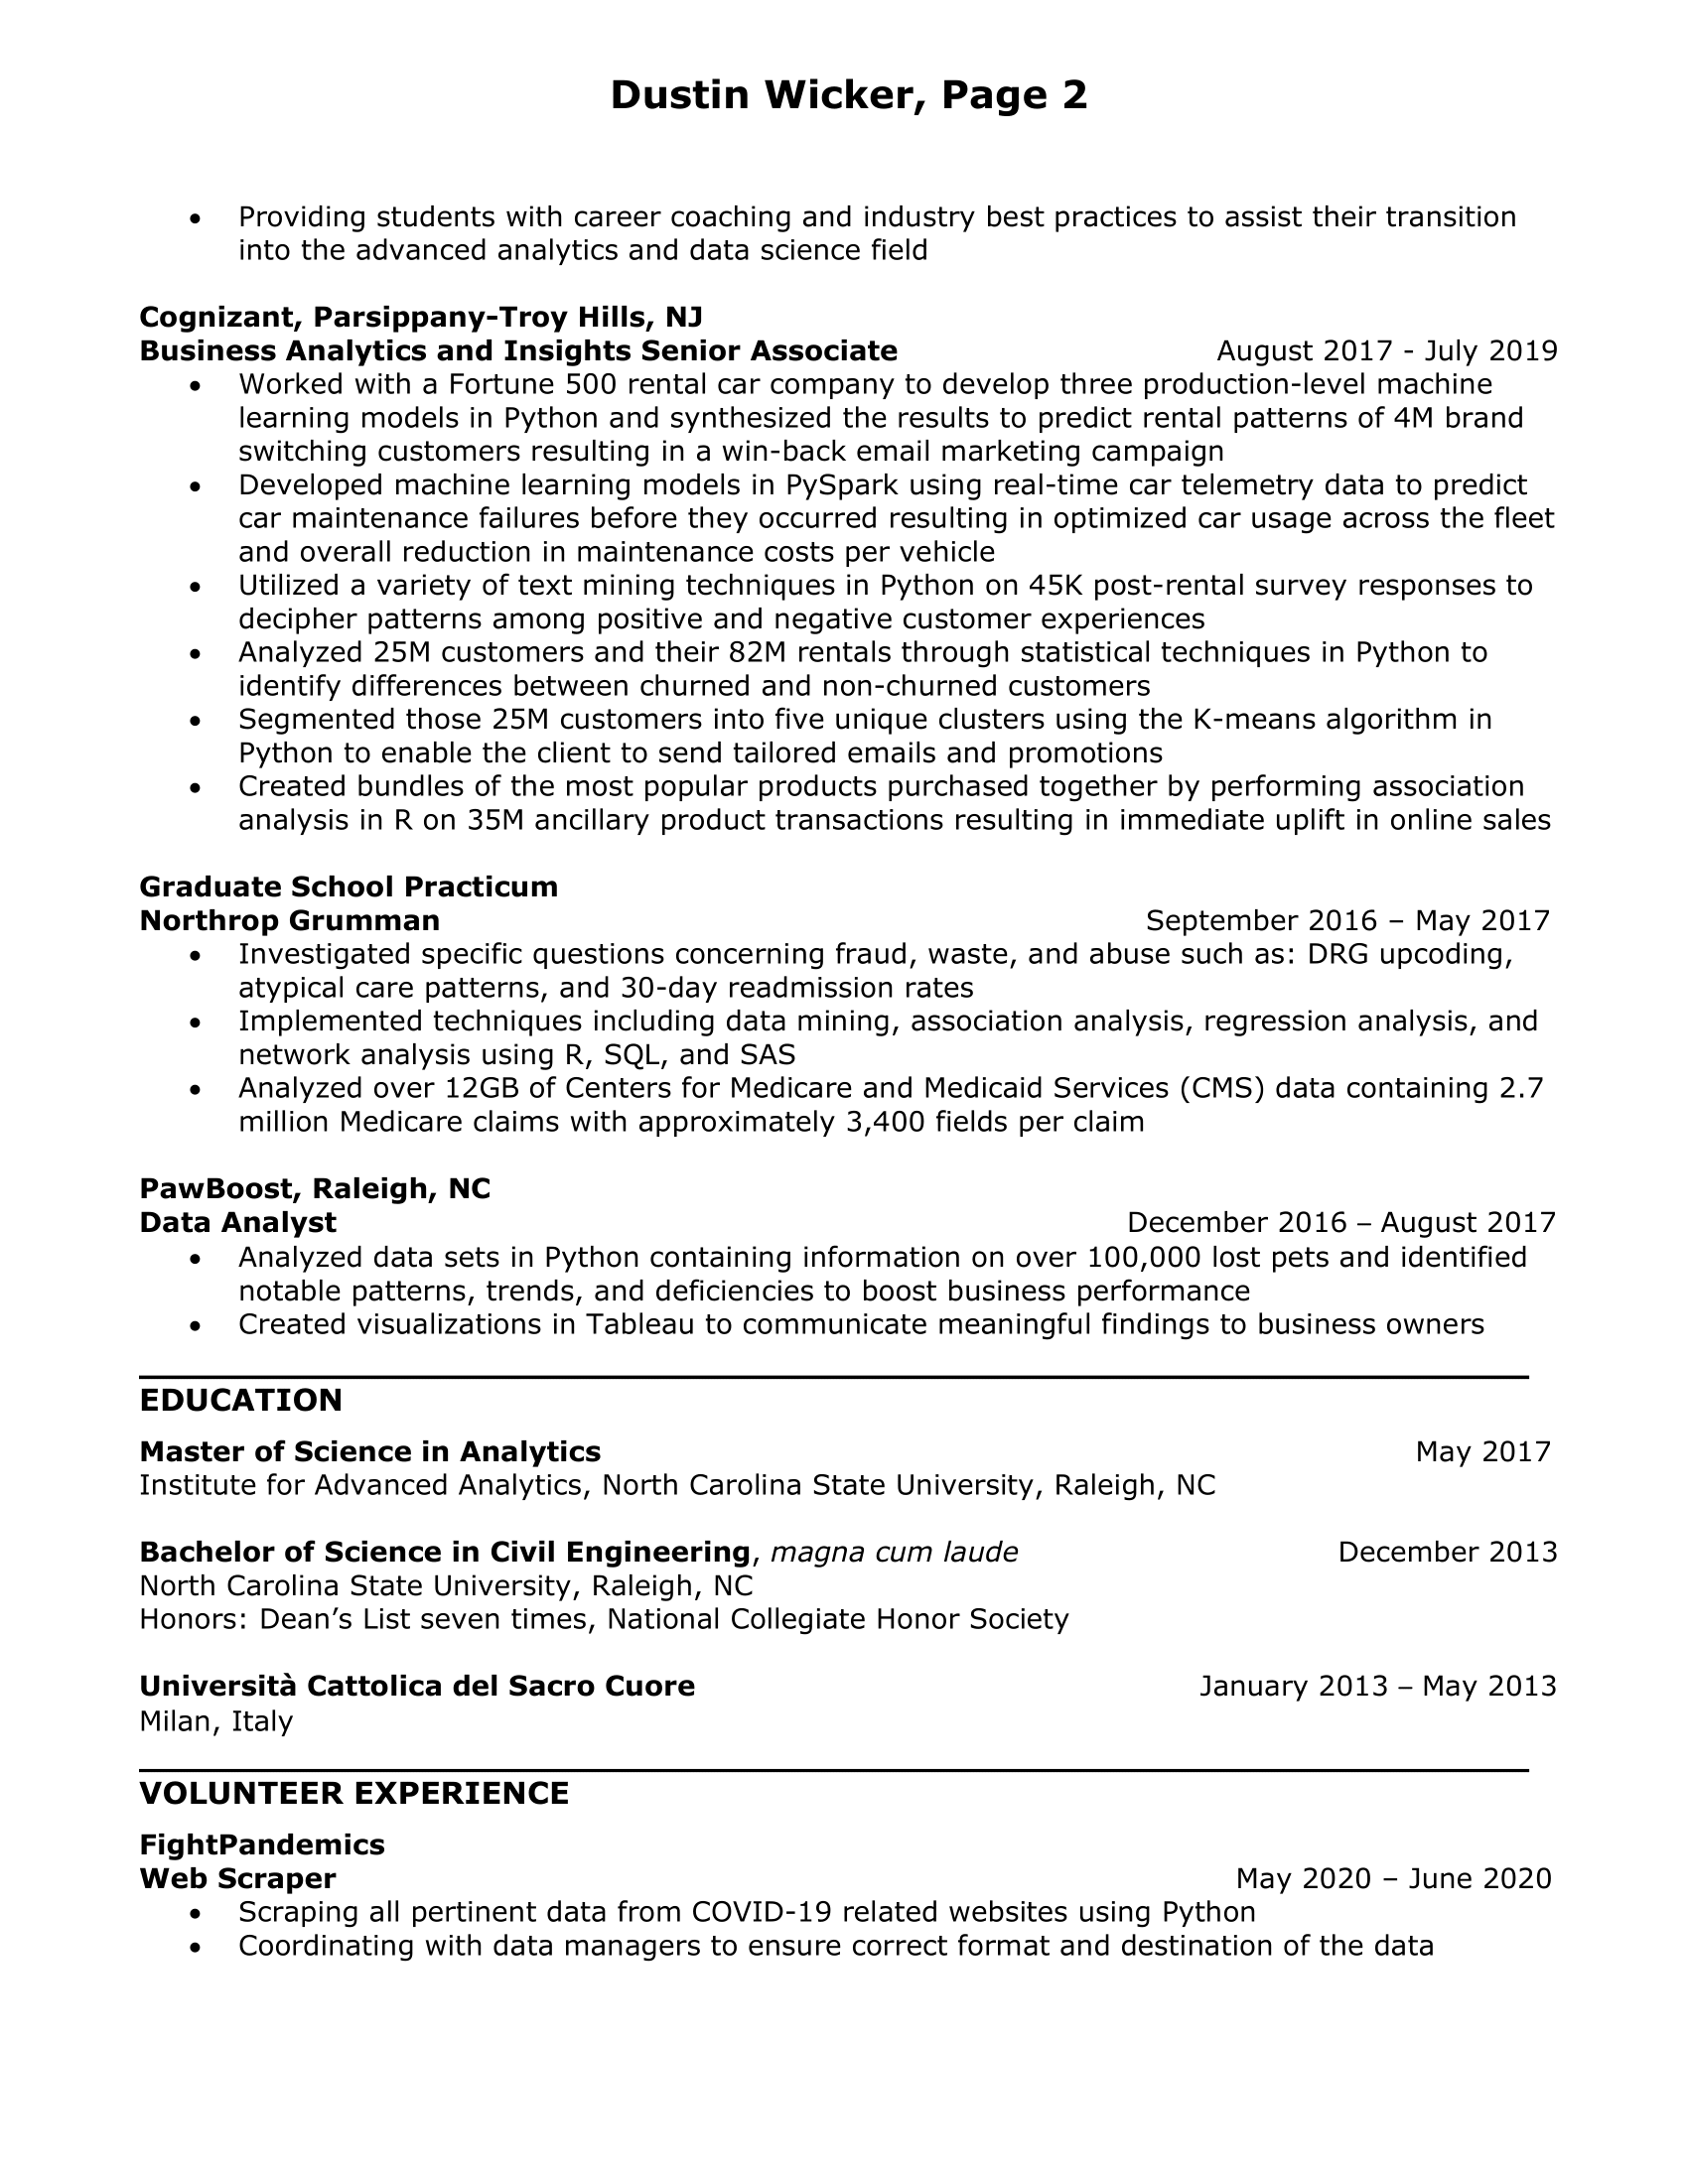 Dustin Wicker, Page 2
• Providing students with career coaching and industry best practices to assist their transition
into the advanced analytics and data science field
Cognizant, Parsippany-Troy Hills, NJ
Business Analytics and Insights Senior Associate August 2017 - July 2019
• Worked with a Fortune 500 rental car company to develop three production-level machine
learning models in Python and synthesized the results to predict rental patterns of 4M brand
switching customers resulting in a win-back email marketing campaign
• Developed machine learning models in PySpark using real-time car telemetry data to predict
car maintenance failures before they occurred resulting in optimized car usage across the fleet
and overall reduction in maintenance costs per vehicle
• Utilized a variety of text mining techniques in Python on 45K post-rental survey responses to
decipher patterns among positive and negative customer experiences
• Analyzed 25M customers and their 82M rentals through statistical techniques in Python to
identify differences between churned and non-churned customers
• Segmented those 25M customers into five unique clusters using the K-means algorithm in
Python to enable the client to send tailored emails and promotions
• Created bundles of the most popular products purchased together by performing association
analysis in R on 35M ancillary product transactions resulting in immediate uplift in online sales
Graduate School Practicum
Northrop Grumman September 2016 – May 2017
• Investigated specific questions concerning fraud, waste, and abuse such as: DRG upcoding,
atypical care patterns, and 30-day readmission rates
• Implemented techniques including data mining, association analysis, regression analysis, and
network analysis using R, SQL, and SAS
• Analyzed over 12GB of Centers for Medicare and Medicaid Services (CMS) data containing 2.7
million Medicare claims with approximately 3,400 fields per claim
PawBoost, Raleigh, NC
Data Analyst December 2016 – August 2017
• Analyzed data sets in Python containing information on over 100,000 lost pets and identified
notable patterns, trends, and deficiencies to boost business performance
• Created visualizations in Tableau to communicate meaningful findings to business owners
EDUCATION
Master of Science in Analytics May 2017
Institute for Advanced Analytics, North Carolina State University, Raleigh, NC
Bachelor of Science in Civil Engineering, magna cum laude December 2013
North Carolina State University, Raleigh, NC
Honors: Dean’s List seven times, National Collegiate Honor Society
Università Cattolica del Sacro Cuore January 2013 – May 2013
Milan, Italy
VOLUNTEER EXPERIENCE
FightPandemics
Web Scraper May 2020 – June 2020
• Scraping all pertinent data from COVID-19 related websites using Python
• Coordinating with data managers to ensure correct format and destination of the data